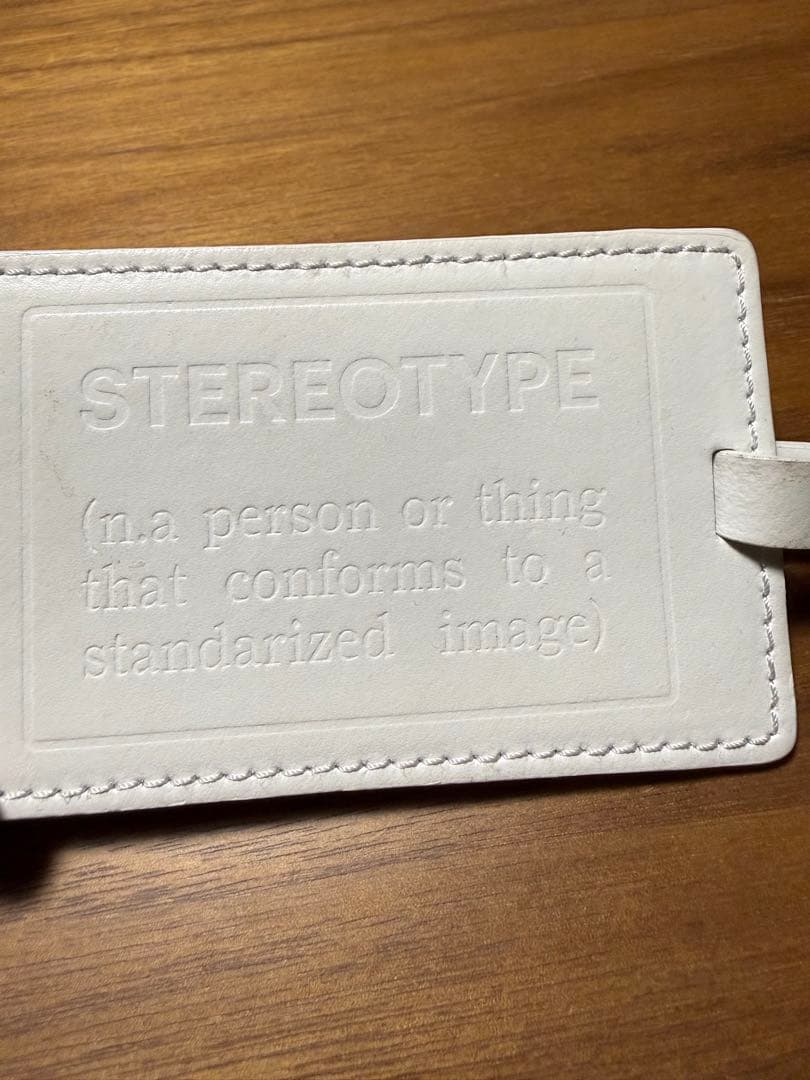 STEREOTYPE
(n.a person or thing
that conforms to a
standarized image)